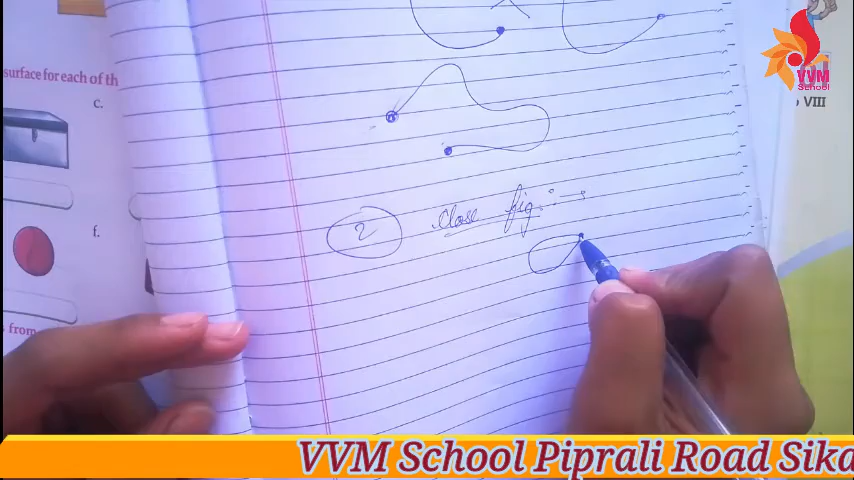 surface for each of th
c.
f.
from
VVM
School
VIII
2 Close fig. :→
VVM School Piprali Road Sika